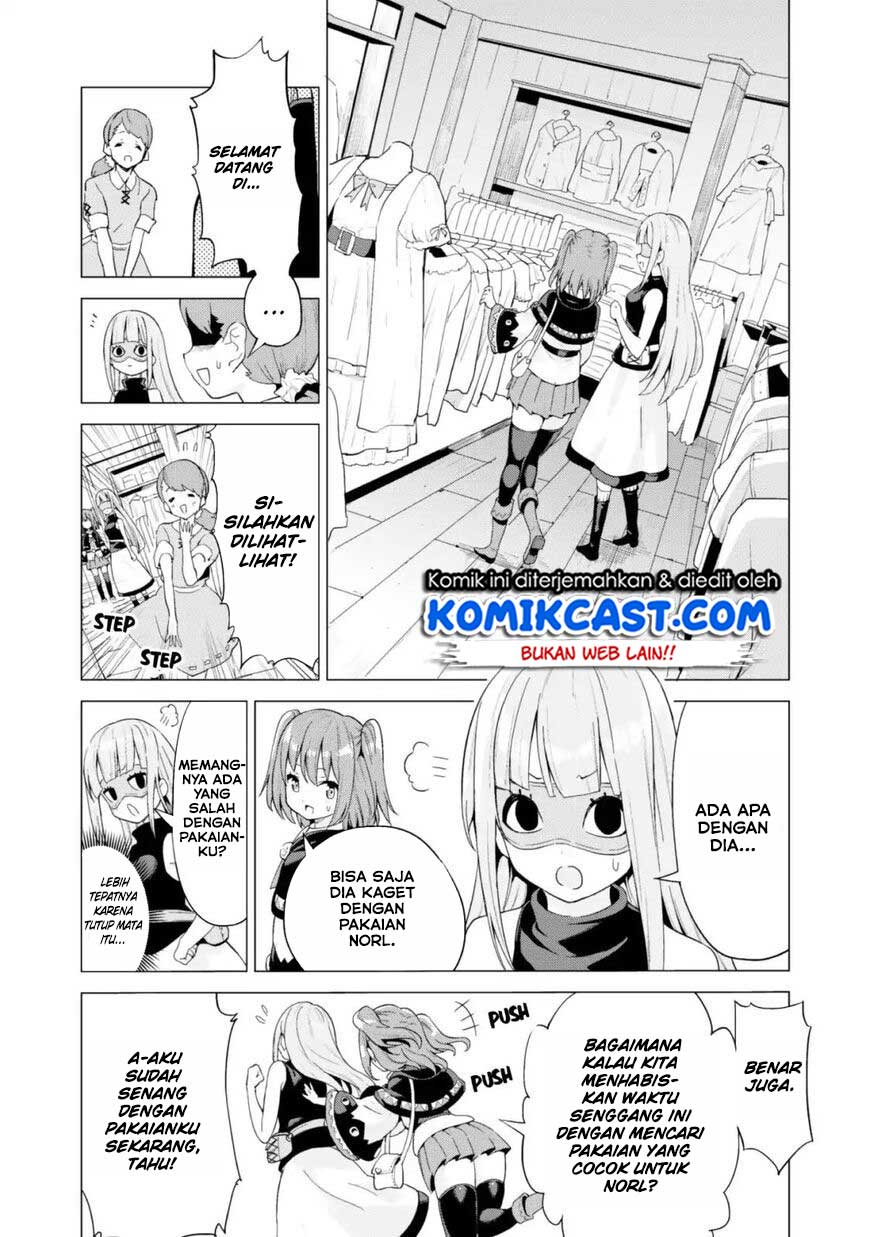 SELAMAT
DATANG
DI...
...
SI-
SILAHKAN
DILIHAT-
LIHAT!
STEP
STEP
Komik ini diterjemahkan & diedit oleh
KOMIKCAST.COM
BUKAN WEB LAIN!!
ADA APA
DENGAN
DIA...
BISA SAJA
DIA KAGET
DENGAN
PAKAIAN
NORL.
MEMANG-
NYA ADA
YANG
SALAH
DENGAN
PAKAIAN-
KU?
LEBIH
TEPATNYA
KARENA
TUTUP MATA
ITU...
BENAR
JUGA.
BAGAIMANA
KALAU KITA
MENHABIS-
KAN WAKTU
SENGGANG INI
DENGAN MENCARI
PAKAIAN YANG
COCOK UNTUK
NORL?
PUSH
PUSH
A-AKU
SUDAH
SENANG
DENGAN
PAKAIANKU
SEKARANG,
TAHU!